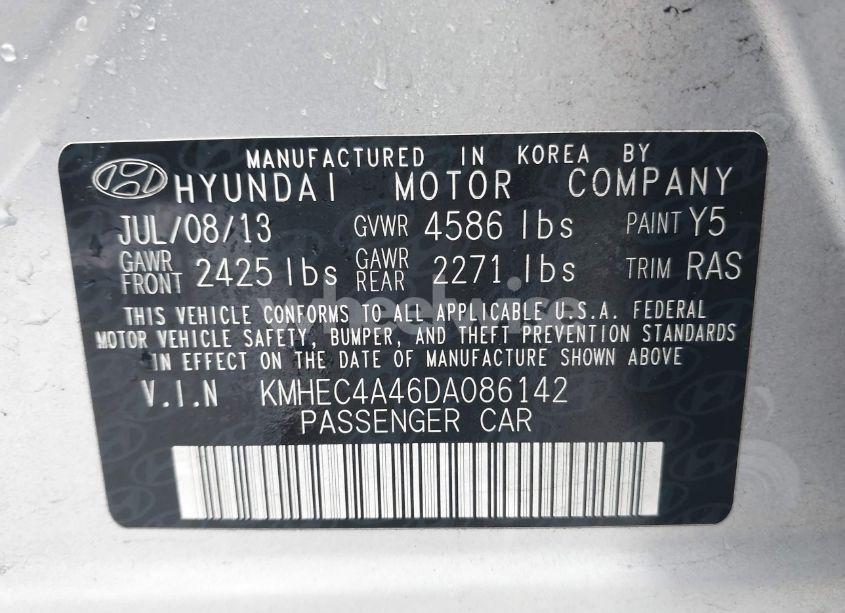 MANUFACTURED IN KOREA BY
HYUNDAI MOTOR COMPANY
JUL/08/13 GVWR 4586 lbs PAINT Y5
GAWR FRONT 2425 lbs GAWR REAR 2271 lbs TRIM RAS
THIS VEHICLE CONFORMS TO ALL APPLICABLE U.S.A. FEDERAL
MOTOR VEHICLE SAFETY, BUMPER, AND THEFT PREVENTION STANDARDS
IN EFFECT ON THE DATE OF MANUFACTURE SHOWN ABOVE
V.I.N KMHEC4A46DA086142
PASSENGER CAR
wheelwise